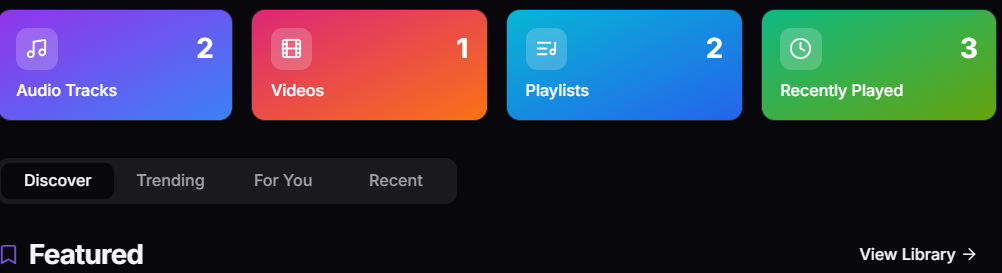 2
Audio Tracks
1
Videos
2
Playlists
3
Recently Played
Discover Trending For You Recent
Featured
View Library →